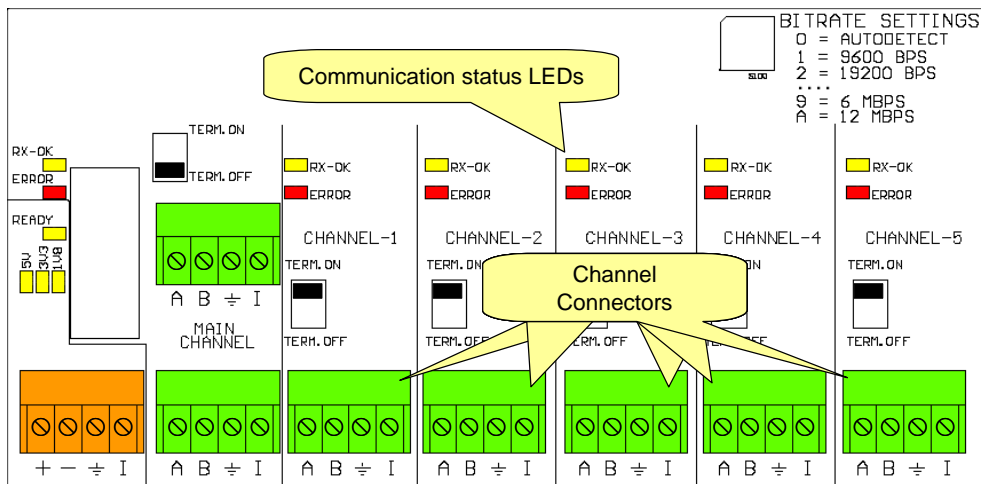 BITRATE SETTINGS
0 = AUTODETECT
1 = 9600 BPS
2 = 19200 BPS
....
9 = 6 MBPS
A = 12 MBPS
S100
Communication status LEDs
TERM.ON
TERM.OFF
RX-OK
ERROR
READY
5V
3V3
1V8
A B I
MAIN
CHANNEL
RX-OK
ERROR
CHANNEL-1
TERM.ON
TERM.OFF
RX-OK
ERROR
CHANNEL-2
TERM.ON
TERM.OFF
RX-OK
ERROR
CHANNEL-3
TERM.OFF
RX-OK
ERROR
CHANNEL-4
TERM.OFF
RX-OK
ERROR
CHANNEL-5
TERM.ON
TERM.OFF
Channel
Connectors
+ - I
A B I
A B I
A B I
A B I
A B I
A B I